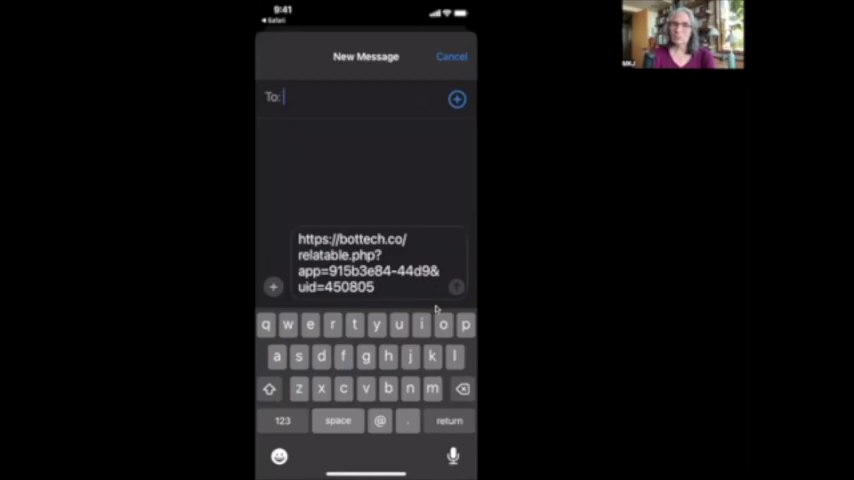 9:41
Safari
New Message
Cancel
To:
https://bottech.co/
relatable.php?
app=915b3e84-44d9&
uid=450805
q w e r t y u i o p
a s d f g h j k l
z x c v b n m
123
space
@
.
return